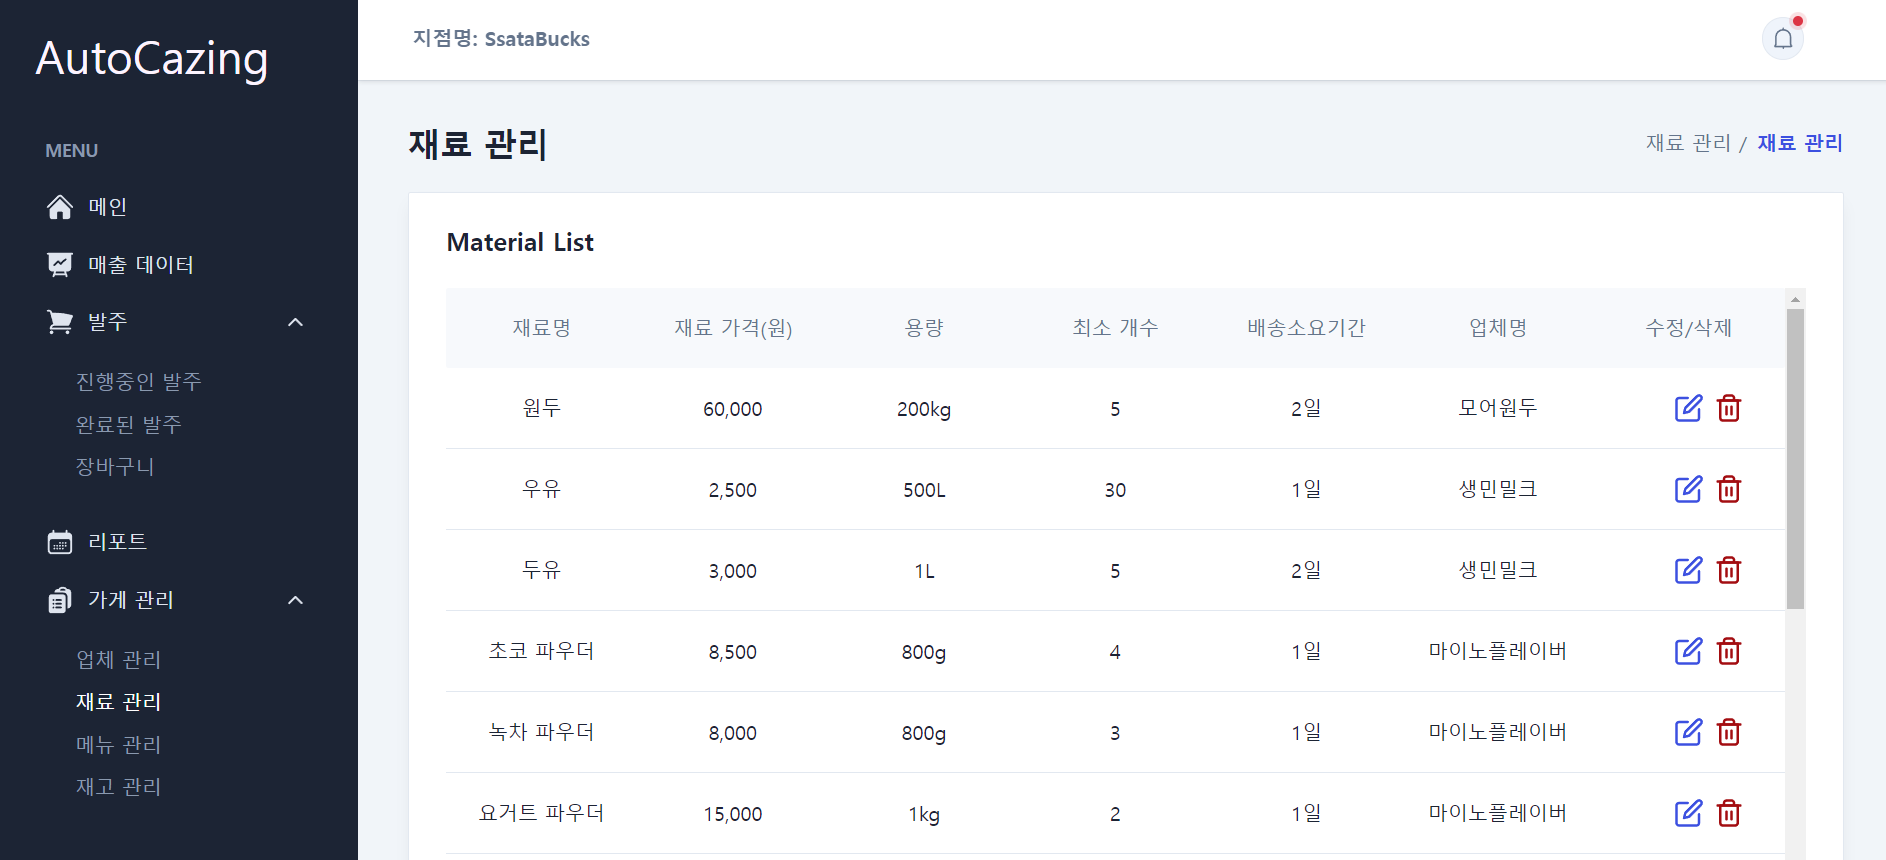 AutoCazing
MENU
메인
매출 데이터
발주
진행중인 발주
완료된 발주
장바구니
리포트
가게 관리
업체 관리
재료 관리
메뉴 관리
재고 관리
지점명: SsataBucks
재료 관리
재료 관리 / 재료 관리
Material List
재료명 재료 가격(원) 용량 최소 개수 배송소요기간 업체명 수정/삭제
원두 60,000 200kg 5 2일 모어원두
우유 2,500 500L 30 1일 생민밀크
두유 3,000 1L 5 2일 생민밀크
초코 파우더 8,500 800g 4 1일 마이노플레이버
녹차 파우더 8,000 800g 3 1일 마이노플레이버
요거트 파우더 15,000 1kg 2 1일 마이노플레이버